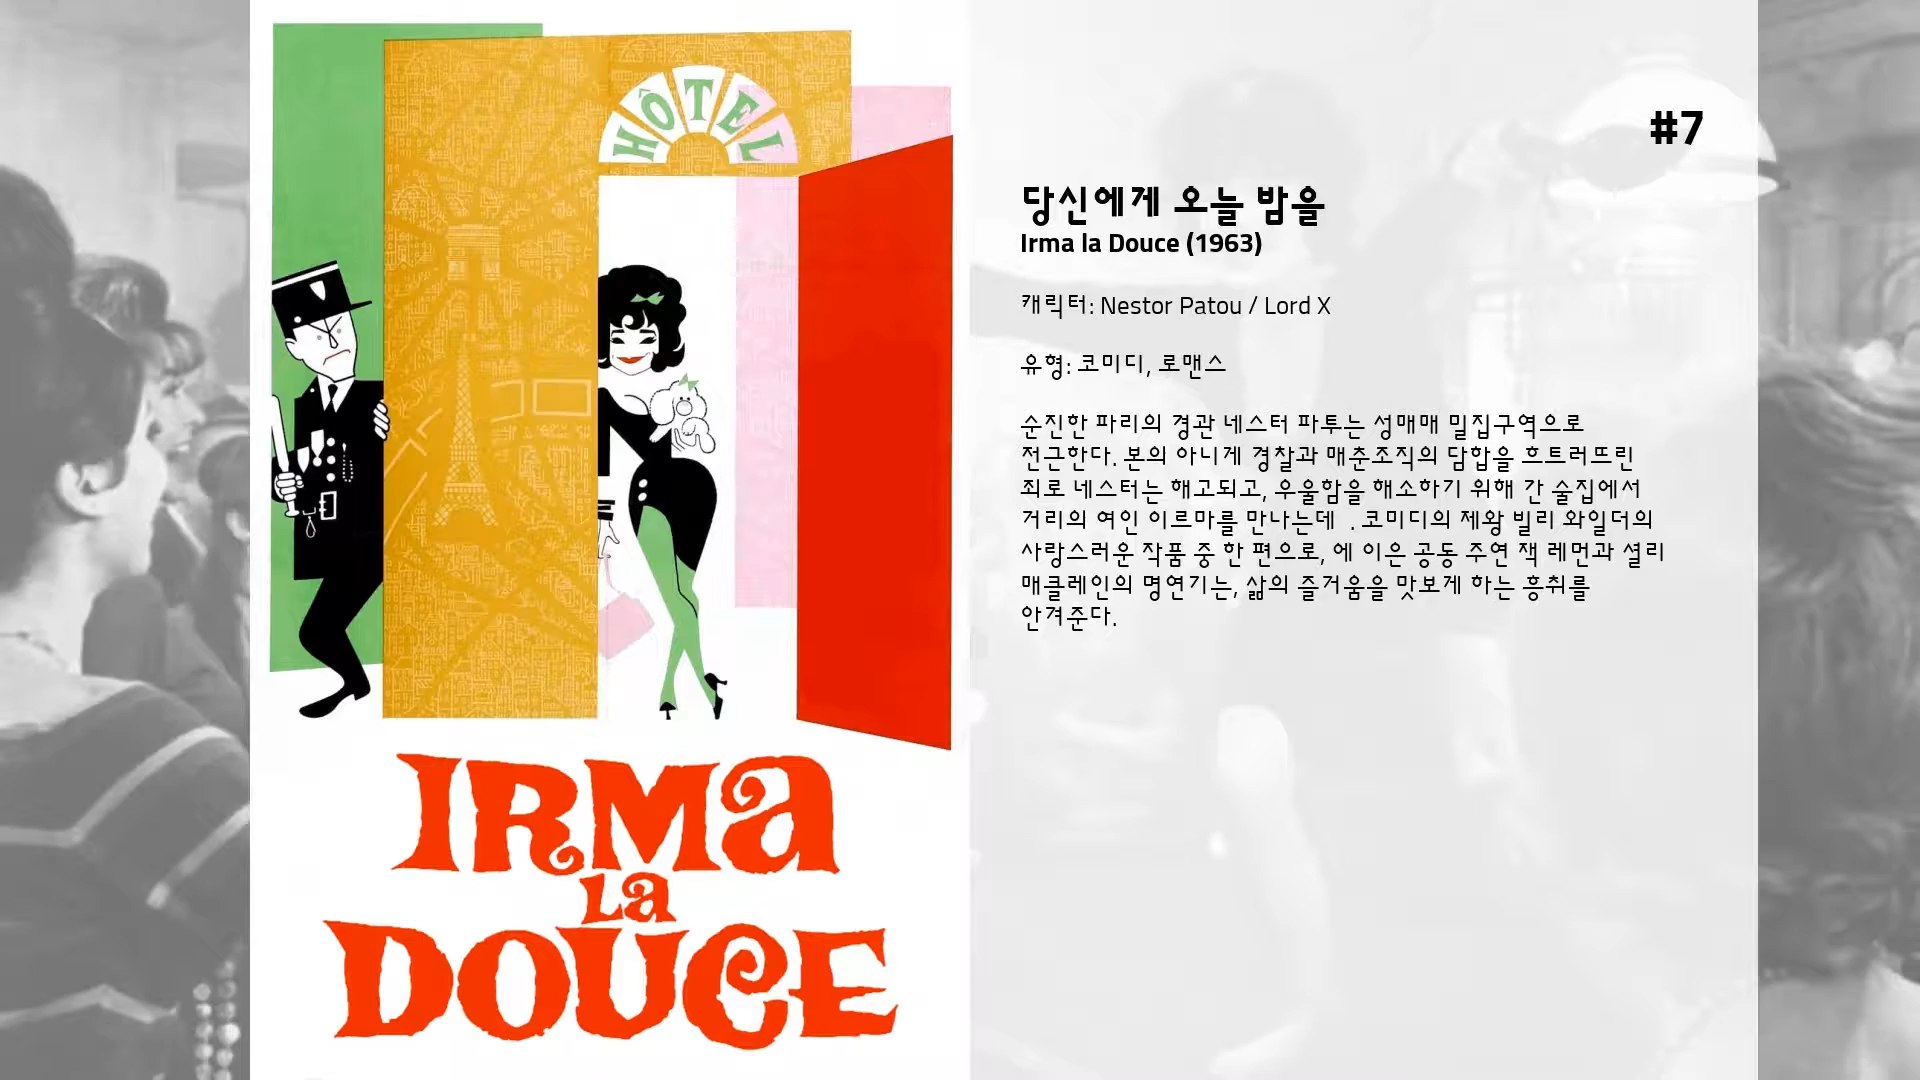 HÔTEL
IRMA
La
DOUCE
#7
당신에게 오늘 밤을
Irma la Douce (1963)
캐릭터: Nestor Patou / Lord X
유형: 코미디, 로맨스
순진한 파리의 경관 네스터 파투는 성매매 밀집구역으로
전근한다. 본의 아니게 경찰과 매춘조직의 담합을 흐트러뜨린
죄로 네스터는 해고되고, 우울함을 해소하기 위해 간 술집에서
거리의 여인 이르마를 만나는데 . 코미디의 제왕 빌리 와일더의
사랑스러운 작품 중 한 편으로, 에 이은 공동 주연 잭 레먼과 셜리
매클레인의 명연기는, 삶의 즐거움을 맛보게 하는 흥취를
안겨준다.